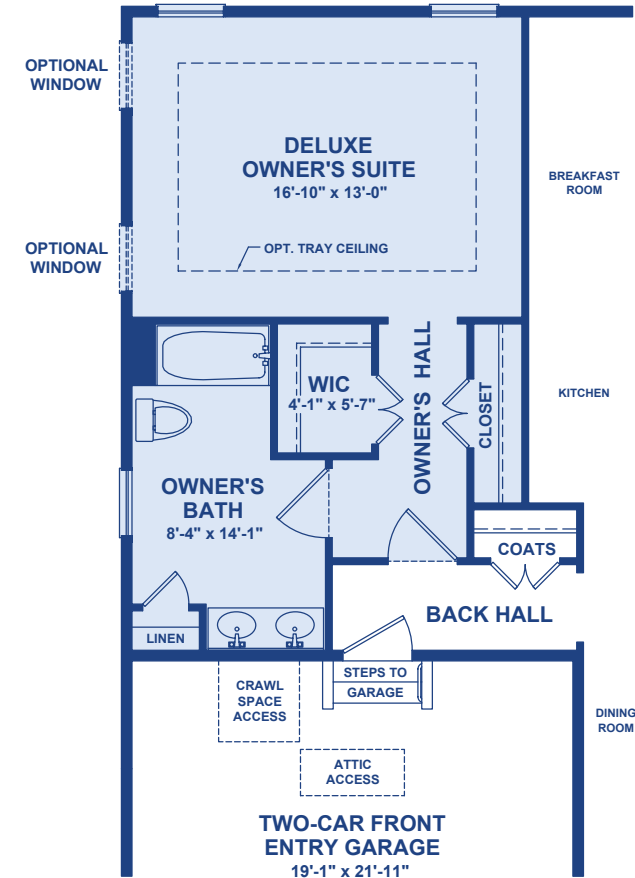 OPTIONAL
WINDOW
DELUXE
OWNER'S SUITE
16'-10" x 13'-0"
BREAKFAST
ROOM
OPTIONAL
WINDOW
OPT. TRAY CEILING
OWNER'S HALL
WIC
4'-1" x 5'-7"
CLOSET
KITCHEN
OWNER'S
BATH
8'-4" x 14'-1"
COATS
BACK HALL
LINEN
STEPS TO
GARAGE
CRAWL
SPACE
ACCESS
DINING
ROOM
ATTIC
ACCESS
TWO-CAR FRONT
ENTRY GARAGE
19'-1" x 21'-11"